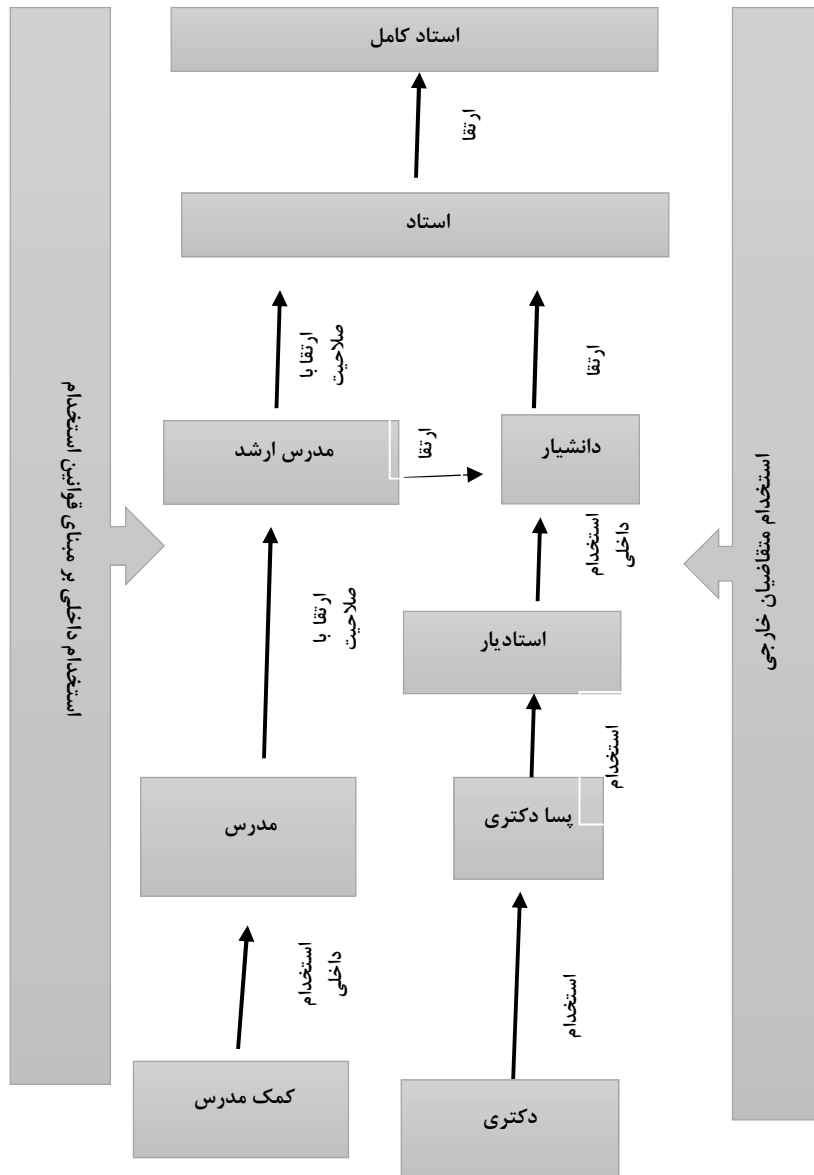 استاد کامل
ارتقا
استاد
ارتقا
ارتقا با
صلاحیت
دانشیار
ارتقا
مدرس ارشد
استخدام
داخلی
استادیار
ارتقا با
صلاحیت
استخدام
پسا دکتری
مدرس
استخدام
استخدام
داخلی
دکتری
کمک مدرس
استخدام متقاضیان خارجی
استخدام داخلی بر مبنای قوانین استخدام